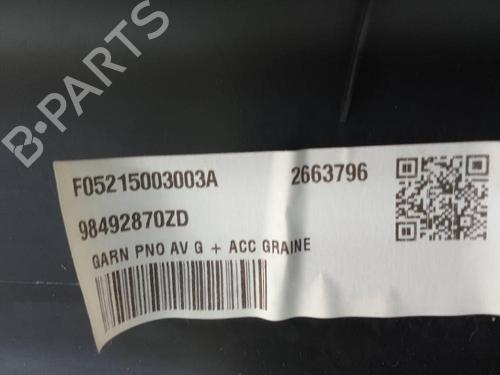 B-PARTS
F05215003003A 2663796
98492870ZD
GARN PNO AV G + ACC GRAINE